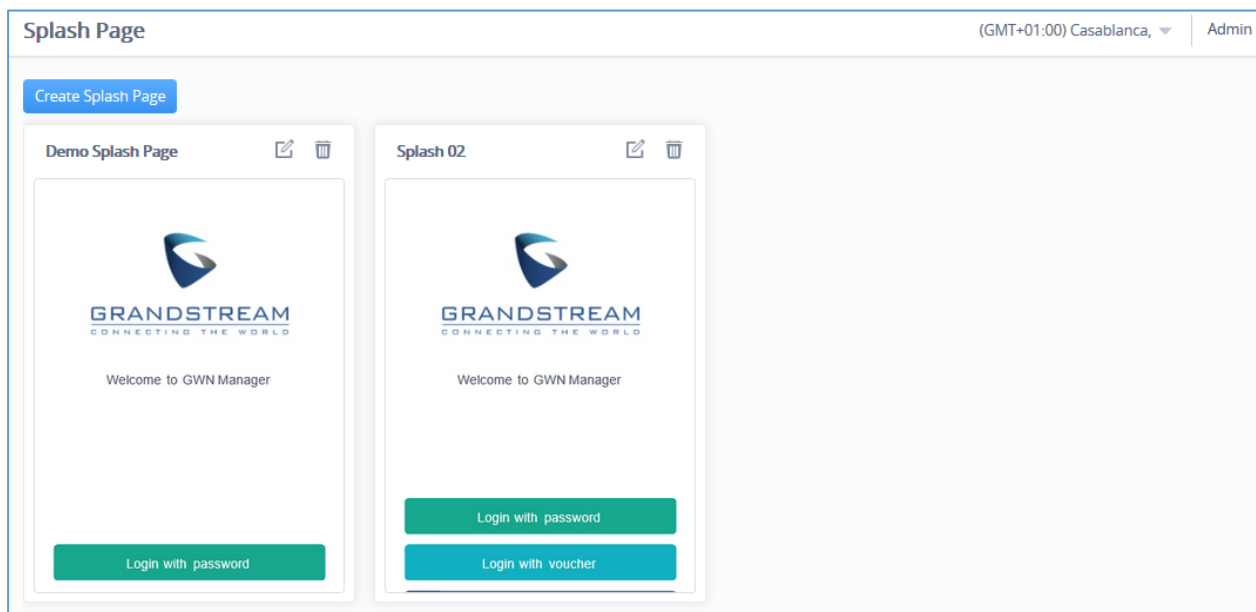 Splash Page
(GMT+01:00) Casablanca,
Admin
Create Splash Page
Demo Splash Page
Splash 02
GRANDSTREAM
CONNECTING THE WORLD
Welcome to GWN Manager
Login with password
GRANDSTREAM
CONNECTING THE WORLD
Welcome to GWN Manager
Login with password
Login with voucher